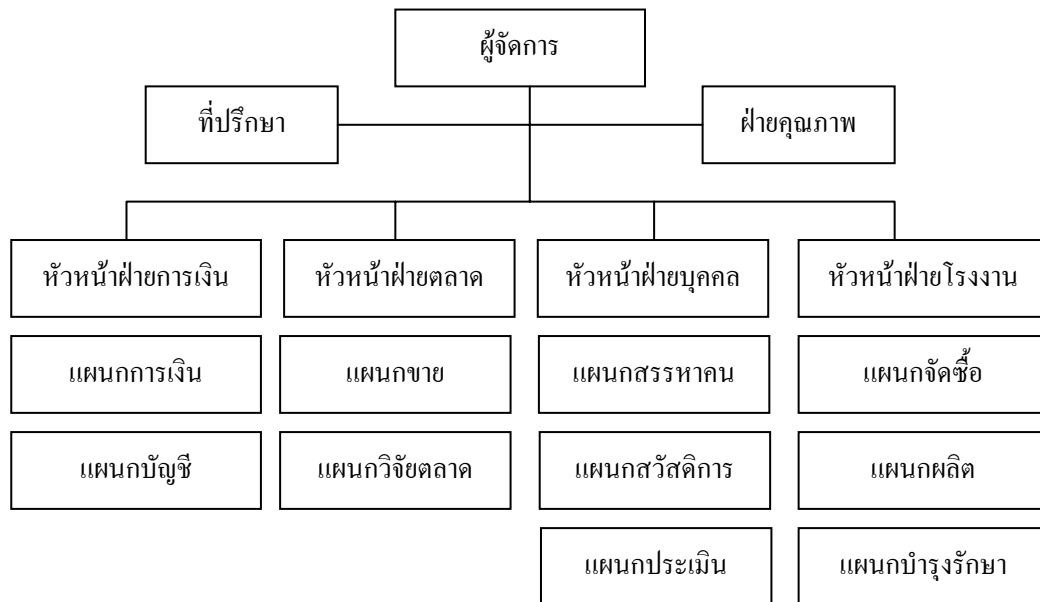 ผู้จัดการ
ที่ปรึกษา
ฝ่ายคุณภาพ
หัวหน้าฝ่ายการเงิน
หัวหน้าฝ่ายตลาด
หัวหน้าฝ่ายบุคคล
หัวหน้าฝ่ายโรงงาน
แผนกการเงิน
แผนกขาย
แผนกสรรหาคน
แผนกจัดซื้อ
แผนกบัญชี
แผนกวิจัยตลาด
แผนกสวัสดิการ
แผนกผลิต
แผนกประเมิน
แผนกบำรุงรักษา